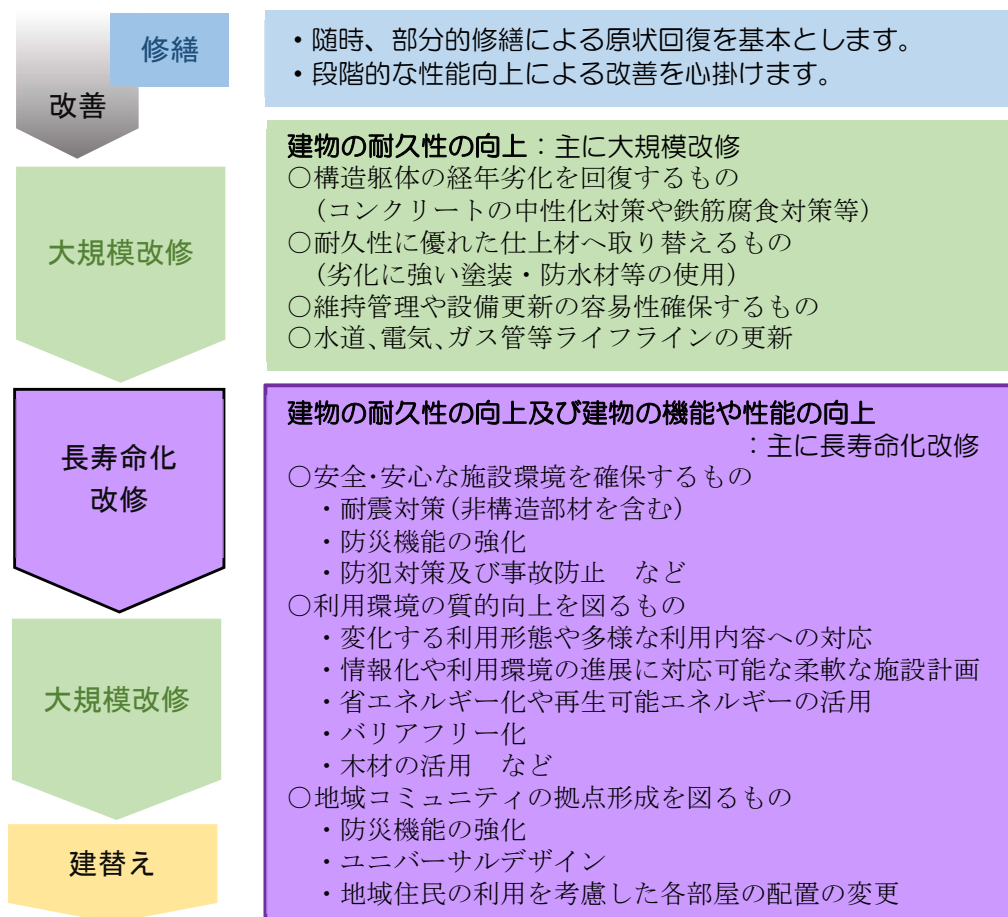 修繕
改善
・随時、部分的修繕による原状回復を基本とします。
・段階的な性能向上による改善を心掛けます。
大規模改修
建物の耐久性の向上：主に大規模改修
○構造躯体の経年劣化を回復するもの
（コンクリートの中性化対策や鉄筋腐食対策等）
○耐久性に優れた仕上材へ取り替えるもの
（劣化に強い塗装・防水材等の使用）
○維持管理や設備更新の容易性確保するもの
○水道､電気､ガス管等ライフラインの更新
長寿命化
改修
建物の耐久性の向上及び建物の機能や性能の向上
：主に長寿命化改修
○安全･安心な施設環境を確保するもの
・耐震対策(非構造部材を含む)
・防災機能の強化
・防犯対策及び事故防止　など
○利用環境の質的向上を図るもの
・変化する利用形態や多様な利用内容への対応
・情報化や利用環境の進展に対応可能な柔軟な施設計画
・省エネルギー化や再生可能エネルギーの活用
・バリアフリー化
・木材の活用　など
○地域コミュニティの拠点形成を図るもの
・防災機能の強化
・ユニバーサルデザイン
・地域住民の利用を考慮した各部屋の配置の変更
大規模改修
建替え